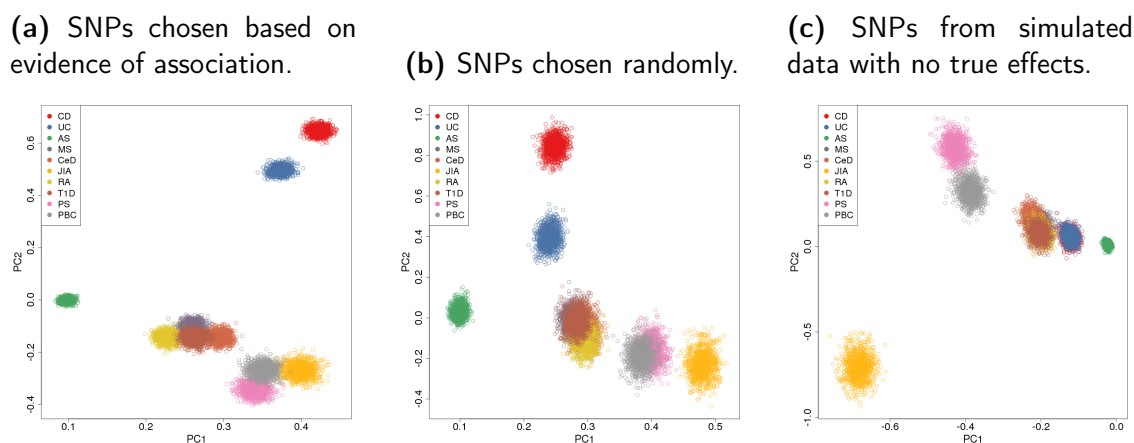 (a) SNPs chosen based on
evidence of association.
PC2
0.6
0.4
0.2
0.0
-0.2
-0.4
CD
UC
AS
MS
CeD
JIA
RA
T1D
PS
PBC
0.1
0.2
0.3
0.4
PC1
(b) SNPs chosen randomly.
PC2
1.0
0.8
0.6
0.4
0.2
0.0
-0.2
-0.4
CD
UC
AS
MS
CeD
JIA
RA
T1D
PS
PBC
0.1
0.2
0.3
0.4
0.5
PC1
(c) SNPs from simulated
data with no true effects.
PC2
0.5
0.0
-0.5
-1.0
CD
UC
AS
MS
CeD
JIA
RA
T1D
PS
PBC
-0.6
-0.4
-0.2
0.0
PC1